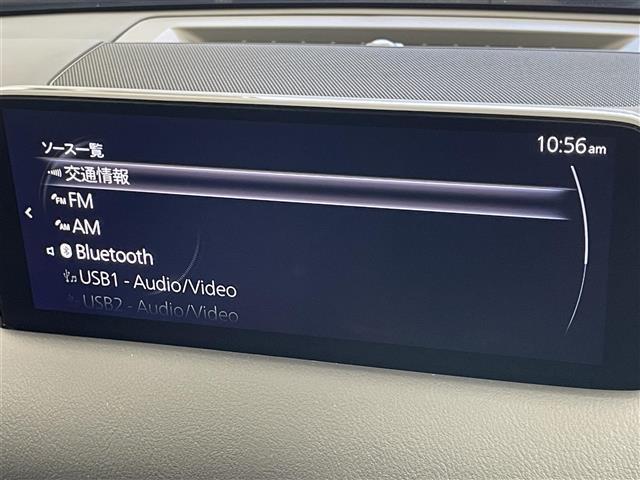 ソース一覧
10:56am
交通情報
FM
AM
Bluetooth
USB1 - Audio/Video
USB2 - Audio/Video